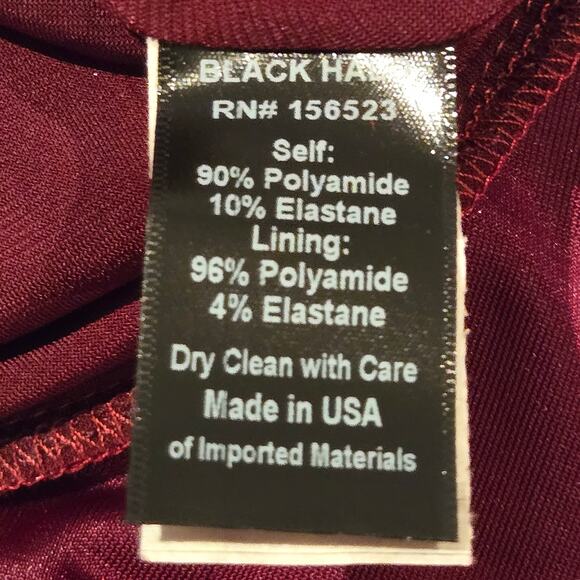 BLACK
RN# 156523
Self:
90% Polyamide
10% Elastane
Lining:
96% Polyamide
4% Elastane
Dry Clean with Care
Made in USA
of Imported Materials